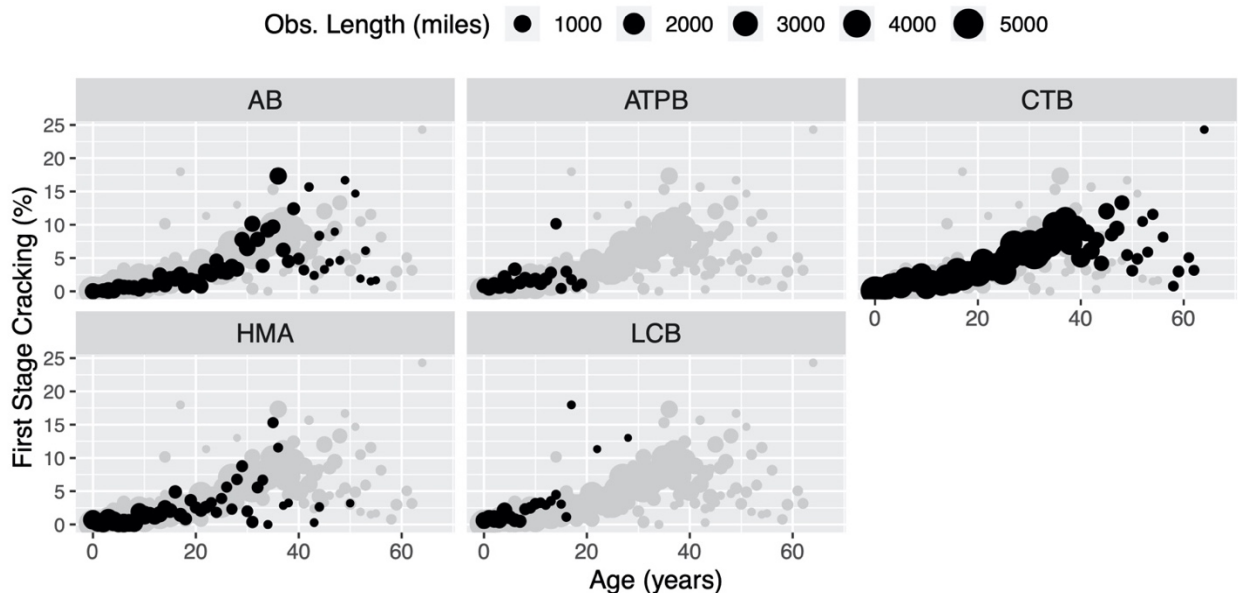 Obs. Length (miles) 1000 2000 3000 4000 5000
AB ATPB CTB
25
20
15
10
5
0
0 20 40 60
HMA LCB
25
20
15
10
5
0
0 20 40 60 0 20 40 60
First Stage Cracking (%)
Age (years)